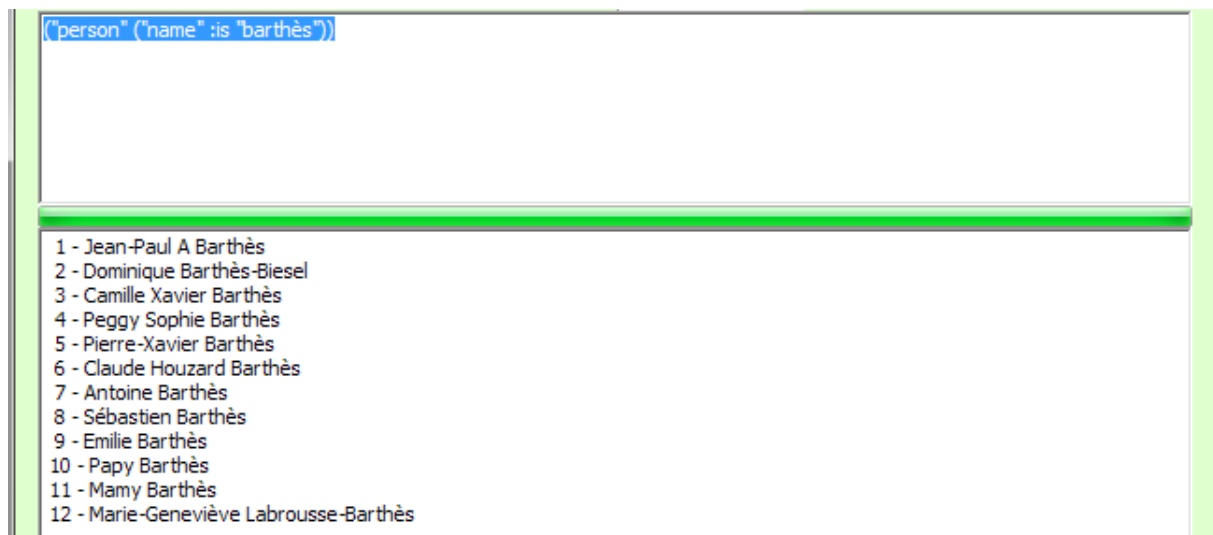 ("person" ("name" :is "barthès"))
1 - Jean-Paul A Barthès
2 - Dominique Barthès-Biesel
3 - Camille Xavier Barthès
4 - Peggy Sophie Barthès
5 - Pierre-Xavier Barthès
6 - Claude Houzard Barthès
7 - Antoine Barthès
8 - Sébastien Barthès
9 - Emilie Barthès
10 - Papy Barthès
11 - Mamy Barthès
12 - Marie-Geneviève Labrousse-Barthès